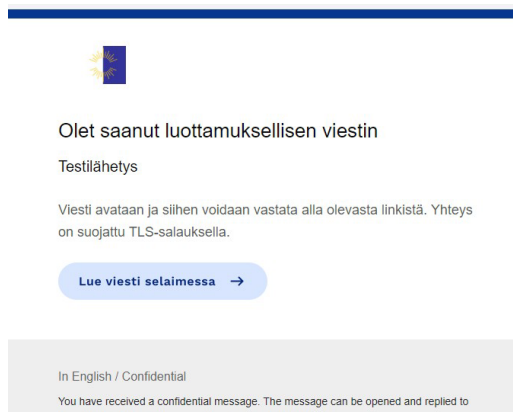 Olet saanut luottamuksellisen viestin
Testilähetys
Viesti avataan ja siihen voidaan vastata alla olevasta linkistä. Yhteys
on suojattu TLS-salauksella.
Lue viesti selaimessa →
In English / Confidential
You have received a confidential message. The message can be opened and replied to